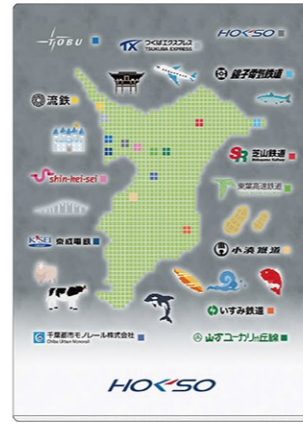 TOBU
つくばエクスプレス
TSUKUBA EXPRESS
HOKSO
銚子電気鉄道
流鉄
SR 芝山鉄道
Shin-kei-sei
東葉高速鉄道
KSEI 京成電鉄
小湊鐵道
いすみ鉄道
千葉都市モノレール株式会社
Chiba Urban Monorail
山万ユーカリが丘線
HOKSO